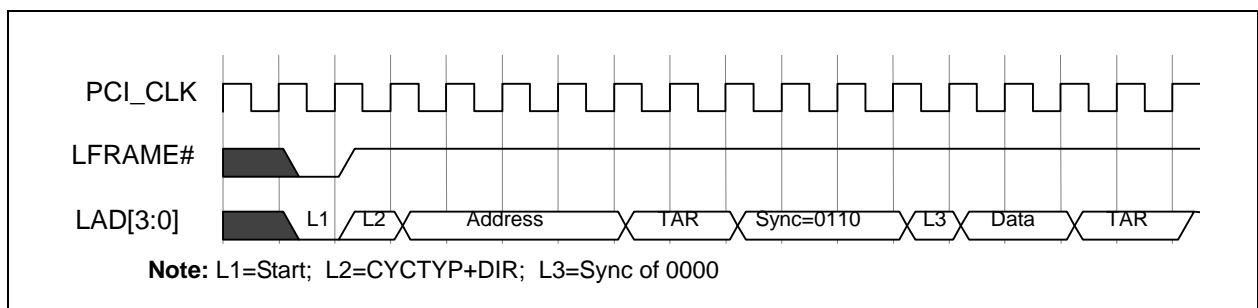 PCI_CLK
LFRAME#
LAD[3:0] L1 L2 Address TAR Sync=0110 L3 Data TAR
Note: L1=Start; L2=CYCTYP+DIR; L3=Sync of 0000